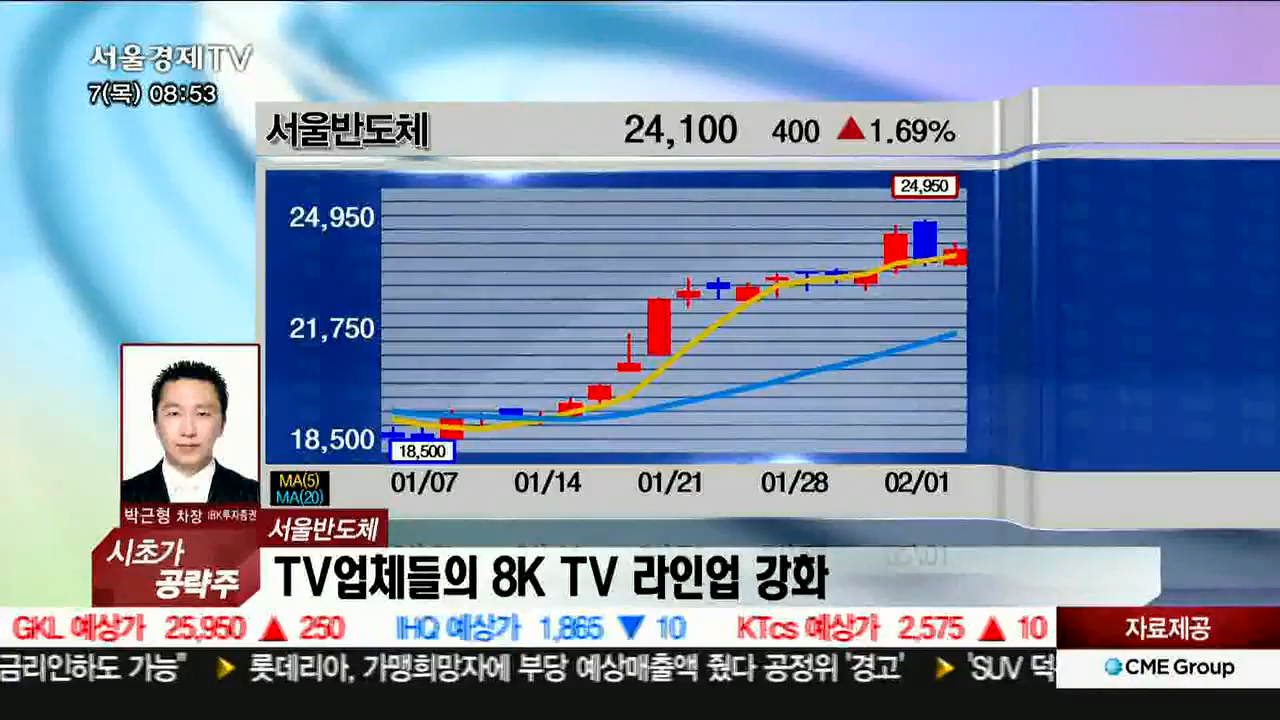 서울경제TV
7(목) 08:53
서울반도체 24,100 400 ▲1.69%
24,950
24,950
21,750
18,500
18,500
MA(5)
MA(20)
01/07 01/14 01/21 01/28 02/01
박근형 차장 IBK투자증권
서울반도체
시초가
공략주
TV업체들의 8K TV 라인업 강화
GKL 예상가 25,950 ▲ 250 IHQ 예상가 1,865 ▼ 10 KTcs 예상가 2,575 ▲ 10
자료제공
금리인하도 가능" ▶ 롯데리아, 가맹희망자에 부당 예상매출액 줬다 공정위 '경고' ▶ 'SUV 덕
CME Group